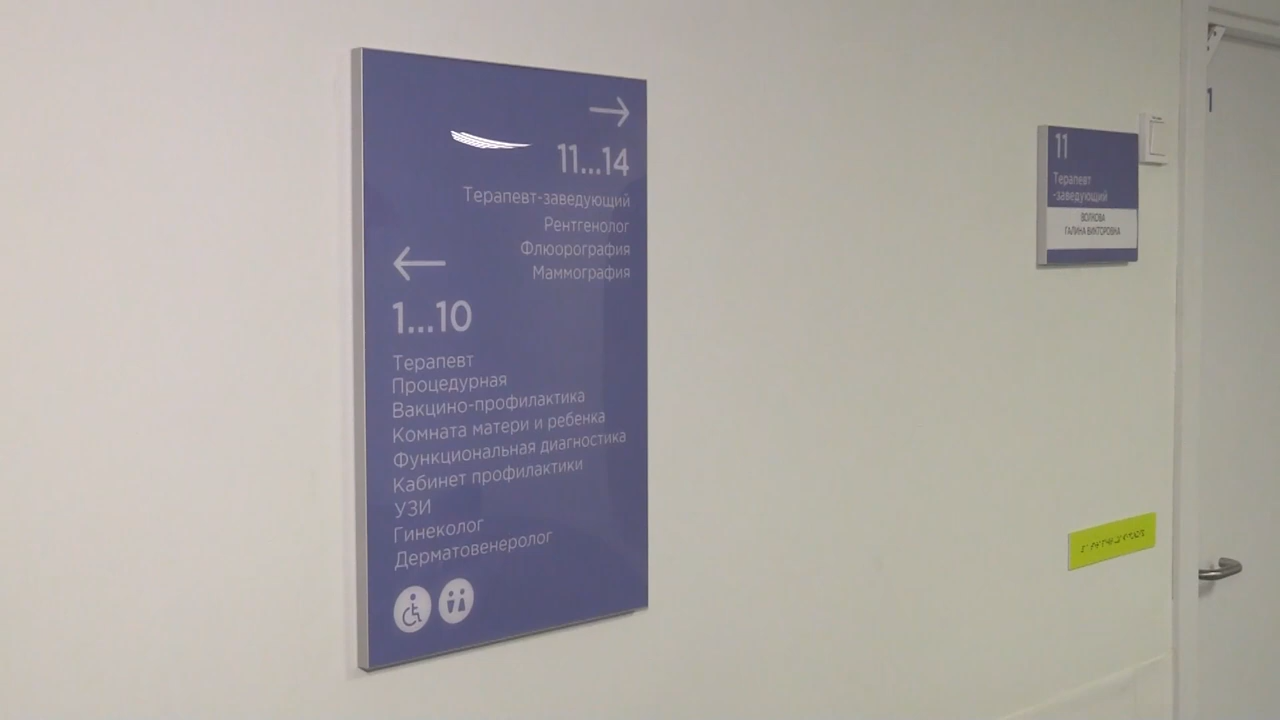 →
11...14
Терапевт-заведующий
Рентгенолог
Флюорография
Маммография
←
1...10
Терапевт
Процедурная
Вакцино-профилактика
Комната матери и ребенка
Функциональная диагностика
Кабинет профилактики
УЗИ
Гинеколог
Дерматовенеролог
11
Терапевт
-заведующий
ВОЛКОВА
ГАЛИНА ВИКТОРОВНА
1